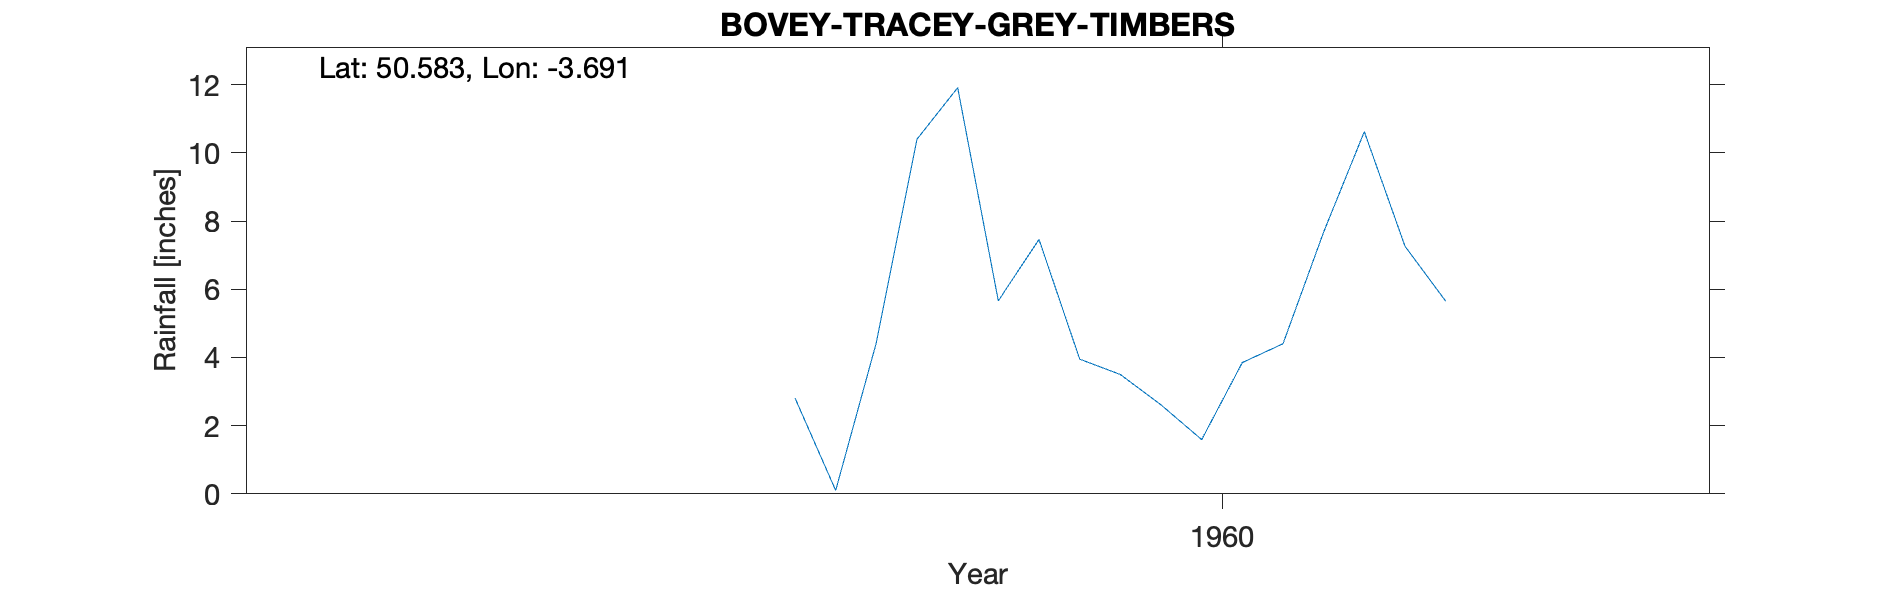 BOVEY-TRACEY-GREY-TIMBERS
Lat: 50.583, Lon: -3.691
12
10
8
6
4
2
0
Rainfall [inches]
1960
Year